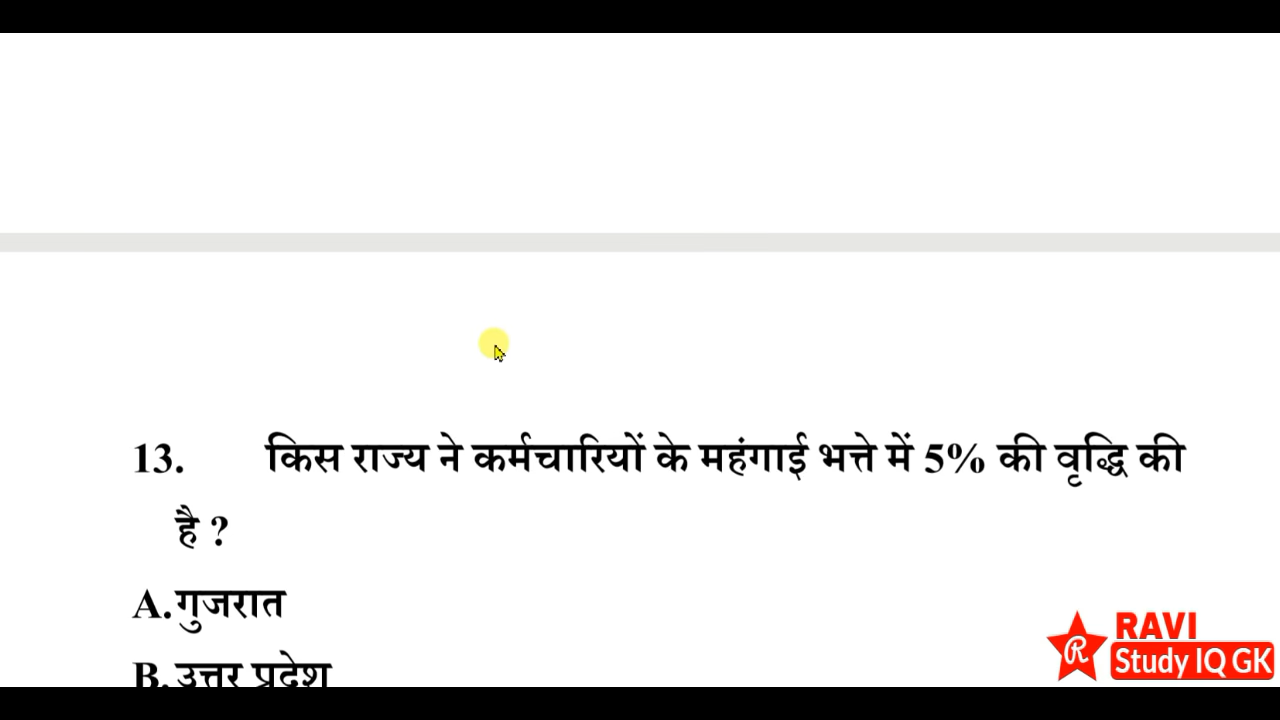 13. किस राज्य ने कर्मचारियों के महंगाई भत्ते में 5% की वृद्धि की
है ?
A.गुजरात
B.उत्तर प्रदेश
R
RAVI
Study IQ GK